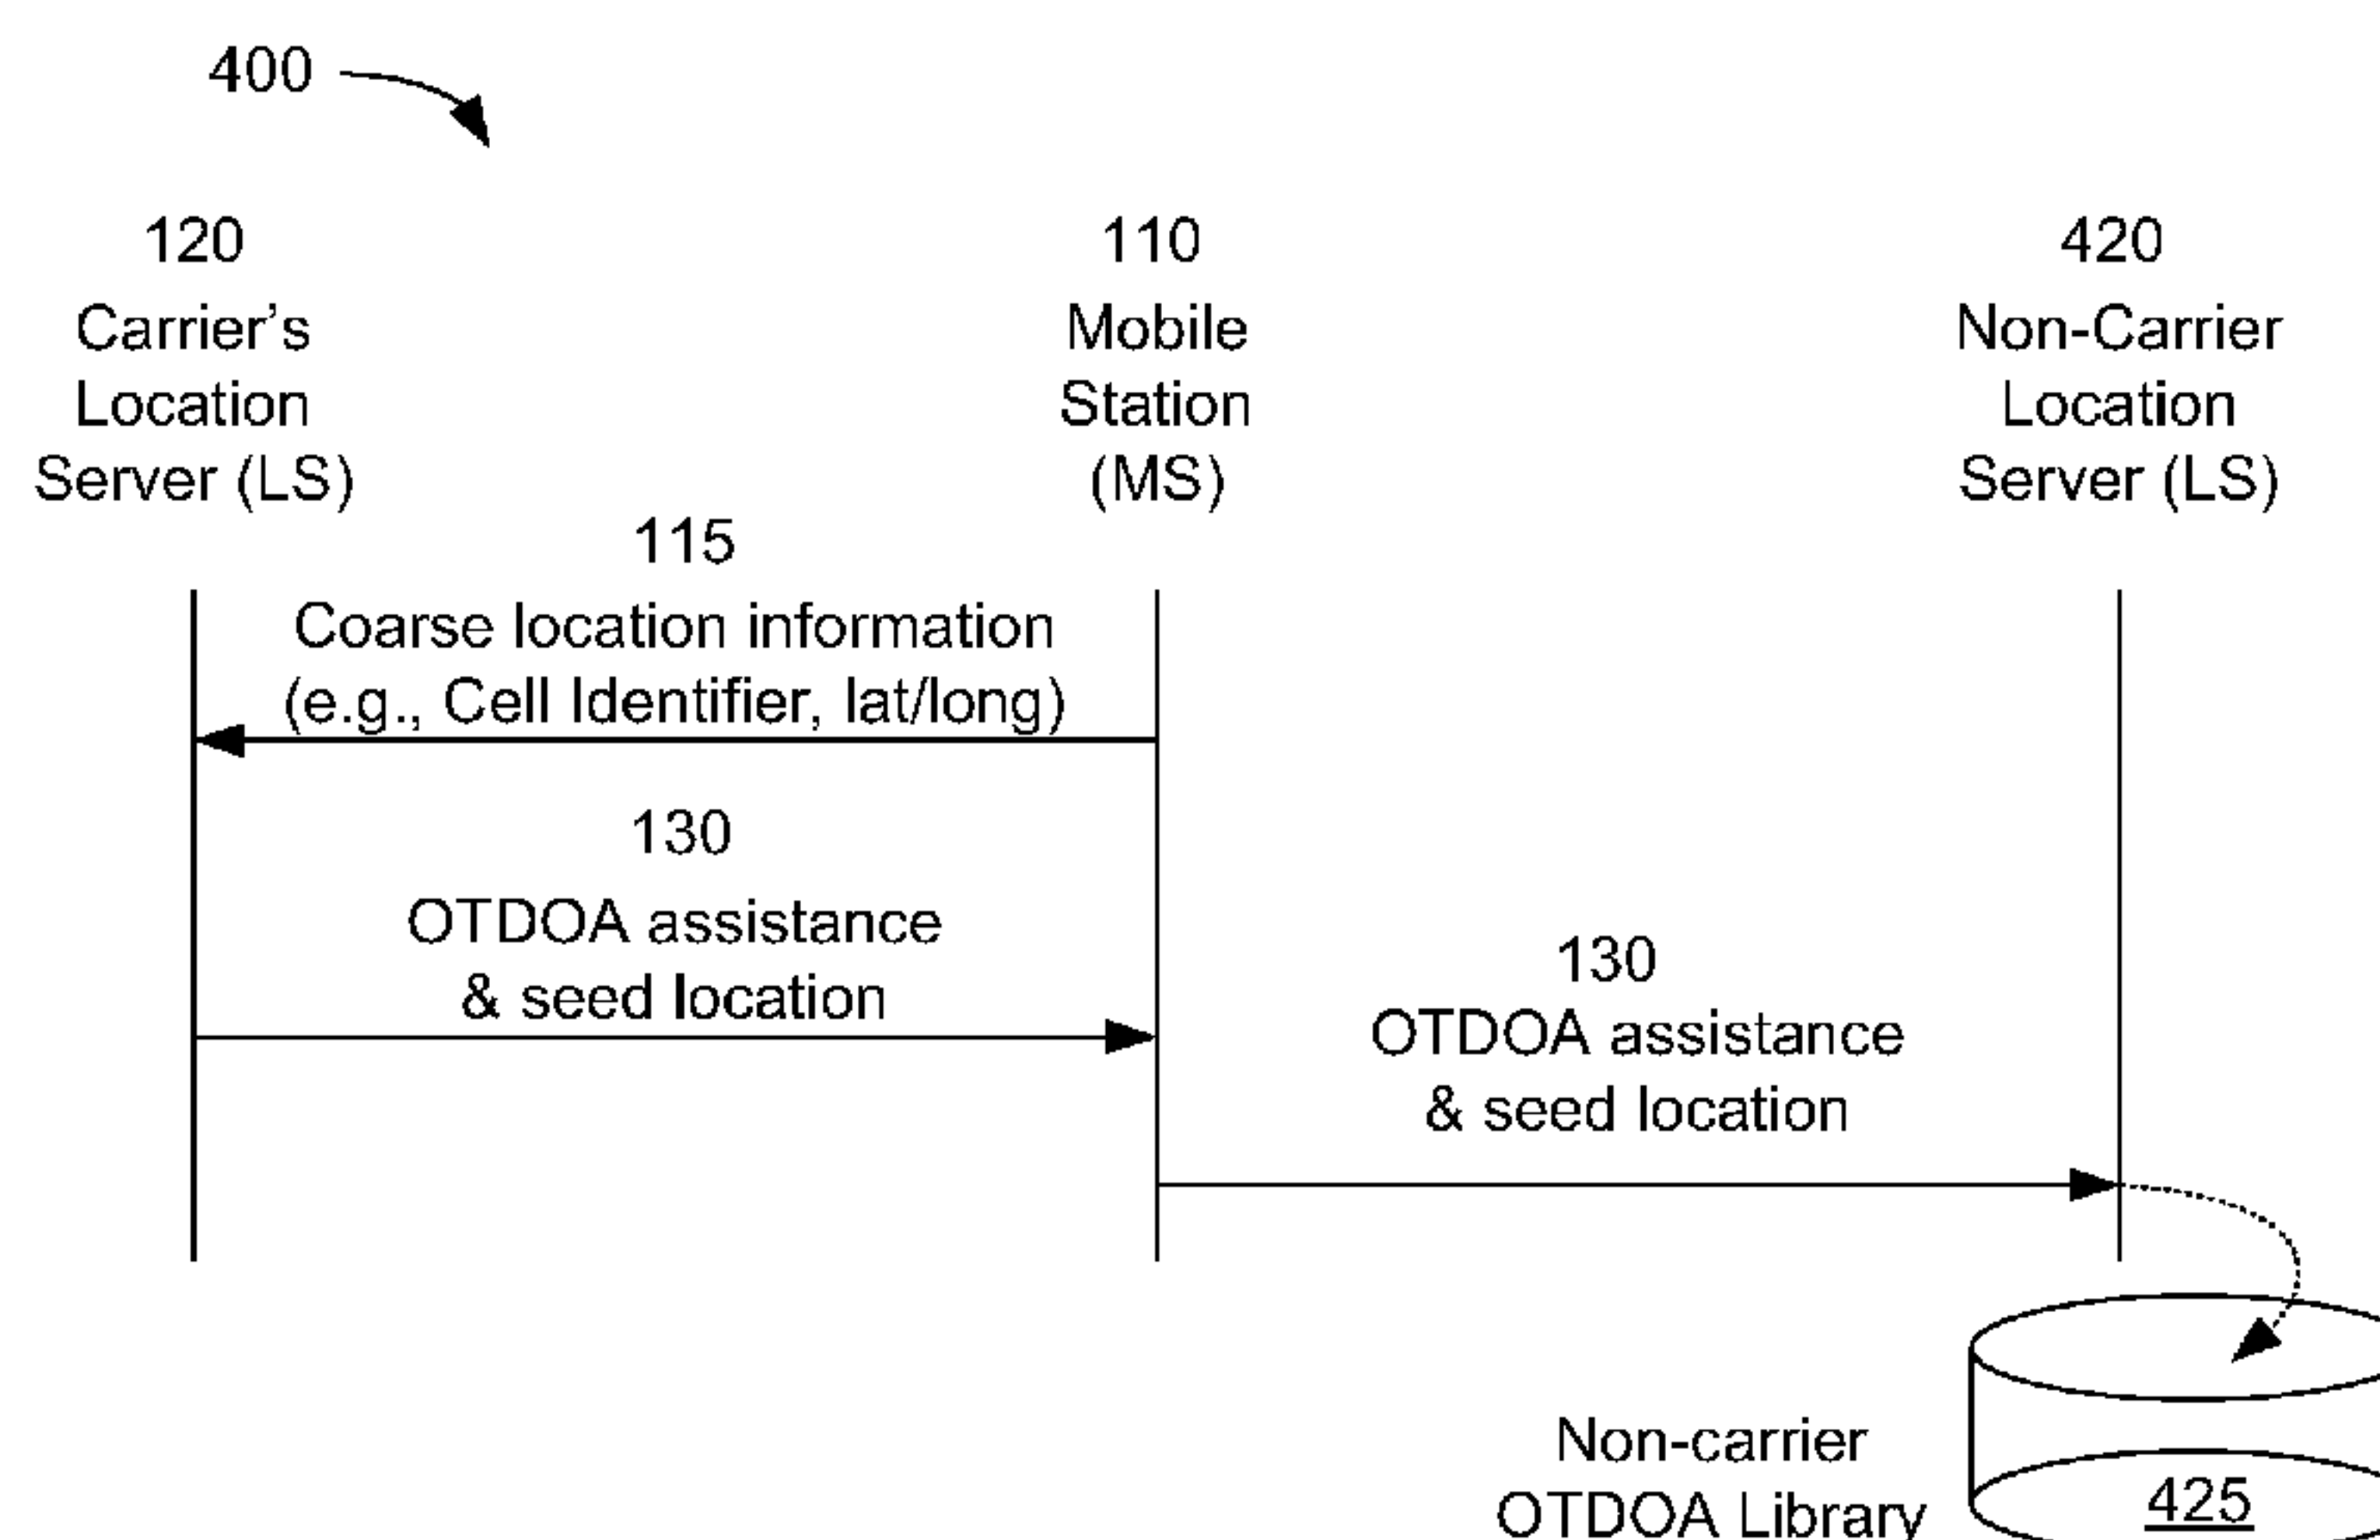 400
120
Carrier's
Location
Server (LS)
110
Mobile
Station
(MS)
420
Non-Carrier
Location
Server (LS)
115
Coarse location information
(e.g., Cell Identifier, lat/long)
130
OTDOA assistance
& seed location
130
OTDOA assistance
& seed location
Non-carrier
OTDOA Library
425